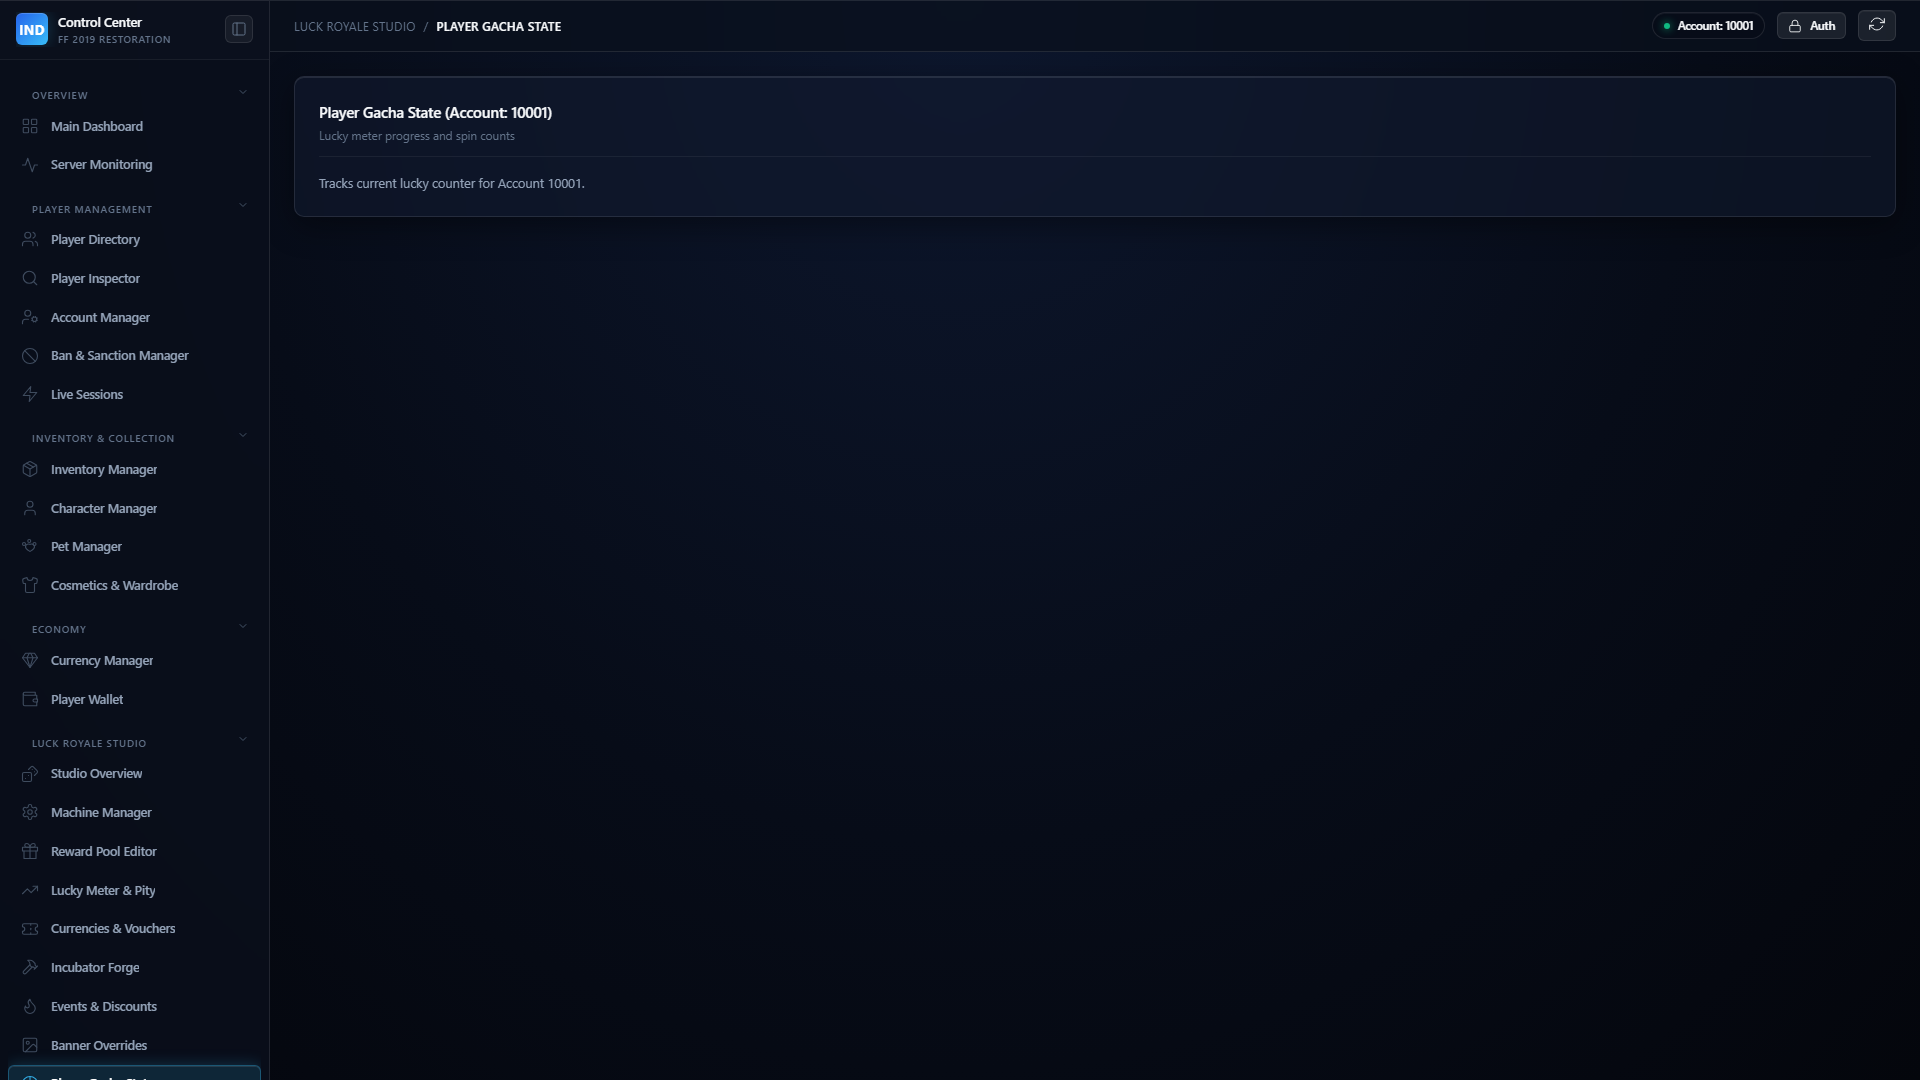 IND
Control Center
FF 2019 RESTORATION
LUCK ROYALE STUDIO / PLAYER GACHA STATE
Account: 10001
Auth
OVERVIEW
Main Dashboard
Server Monitoring
PLAYER MANAGEMENT
Player Directory
Player Inspector
Account Manager
Ban & Sanction Manager
Live Sessions
INVENTORY & COLLECTION
Inventory Manager
Character Manager
Pet Manager
Cosmetics & Wardrobe
ECONOMY
Currency Manager
Player Wallet
LUCK ROYALE STUDIO
Studio Overview
Machine Manager
Reward Pool Editor
Lucky Meter & Pity
Currencies & Vouchers
Incubator Forge
Events & Discounts
Banner Overrides
Player Gacha State (Account: 10001)
Lucky meter progress and spin counts
Tracks current lucky counter for Account 10001.